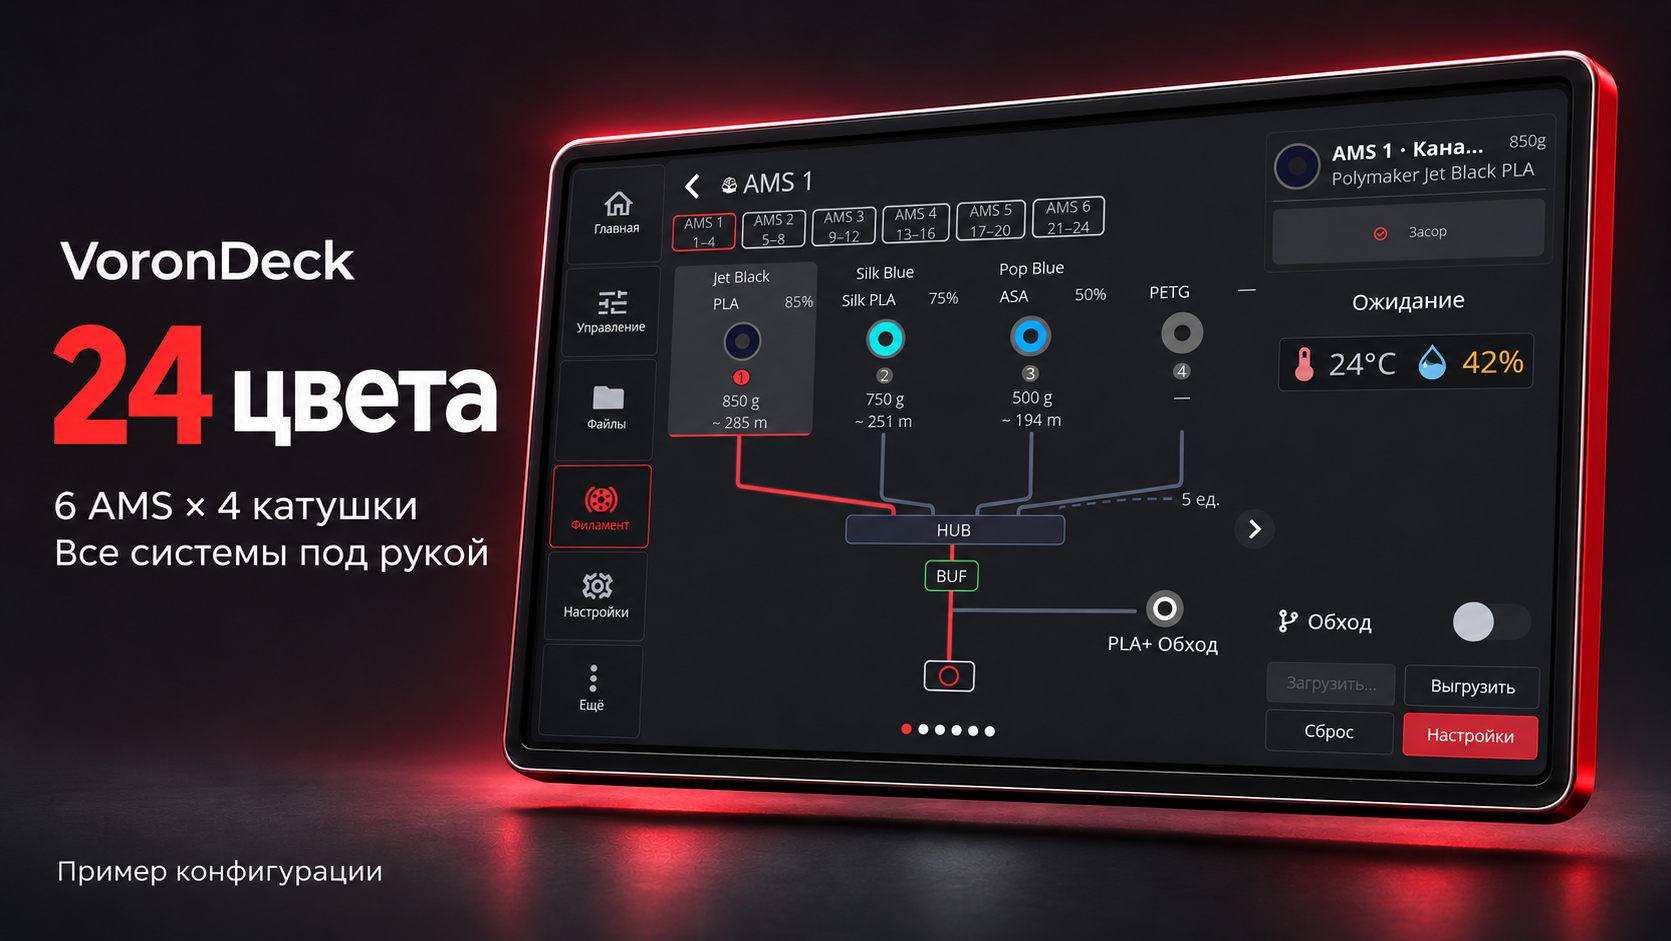 VoronDeck
24 цвета
6 AMS × 4 катушки
Все системы под рукой
Пример конфигурации
Главная
Управление
Файлы
Филамент
Настройки
Ещё
AMS 1
AMS 1
1–4
AMS 2
5–8
AMS 3
9–12
AMS 4
13–16
AMS 5
17–20
AMS 6
21–24
Jet Black
PLA 85%
1
850 g
~ 285 m
Silk Blue
Silk PLA 75%
2
750 g
~ 251 m
Pop Blue
ASA 50%
3
500 g
~ 194 m
PETG —
4
—
5 ед.
HUB
BUF
PLA+ Обход
AMS 1 · Кана... 850g
Polymaker Jet Black PLA
Засор
Ожидание
24°C 42%
Обход
Загрузить...
Выгрузить
Сброс
Настройки